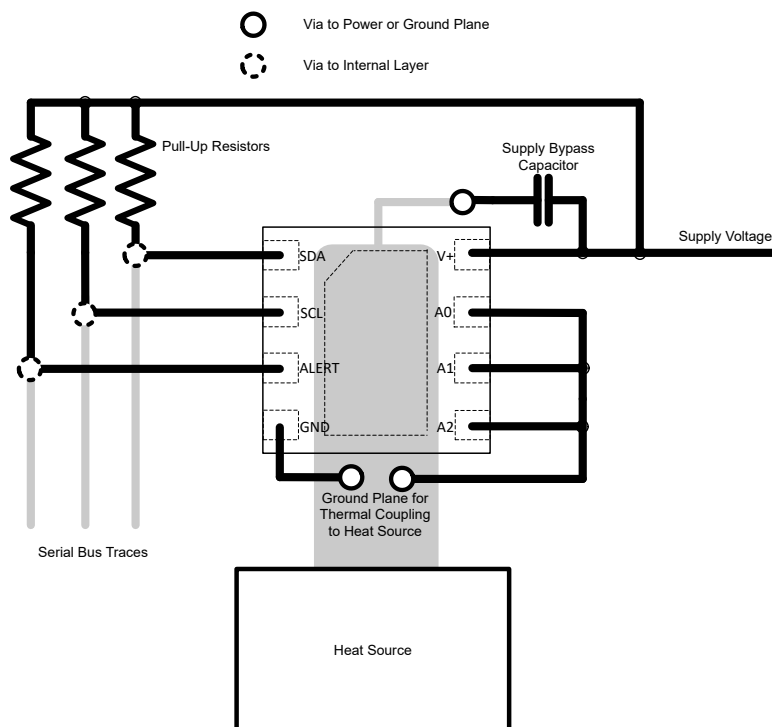 Via to Power or Ground Plane
Via to Internal Layer
Pull-Up Resistors
Supply Bypass
Capacitor
Supply Voltage
SDA
V+
SCL
A0
ALERT
A1
GND
A2
Ground Plane for
Thermal Coupling
to Heat Source
Serial Bus Traces
Heat Source